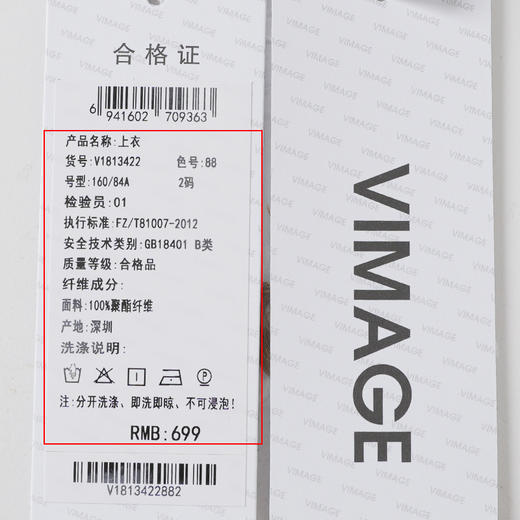 合格证
6 941602 709363
产品名称:上衣
货号:V1813422 色号:88
号型:160/84A 2码
检验员:01
执行标准:FZ/T81007-2012
安全技术类别:GB18401 B类
质量等级:合格品
纤维成分:
面料:100%聚酯纤维
产地:深圳
洗涤说明:
注:分开洗涤、即洗即晾、不可浸泡!
RMB:699
V1813422882
VIMAGE